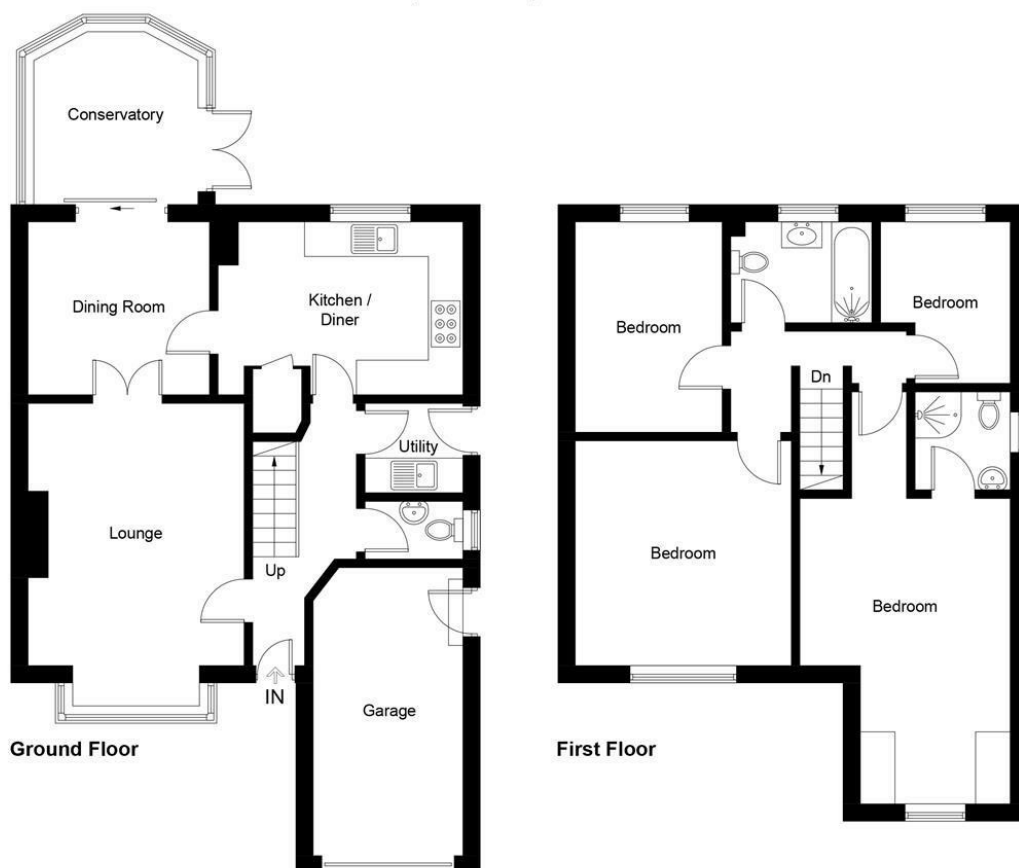 Conservatory
Dining Room
Kitchen /
Diner
Utility
Lounge
Up
IN
Garage
Ground Floor
Bedroom
Bedroom
Dn
Bedroom
Bedroom
First Floor